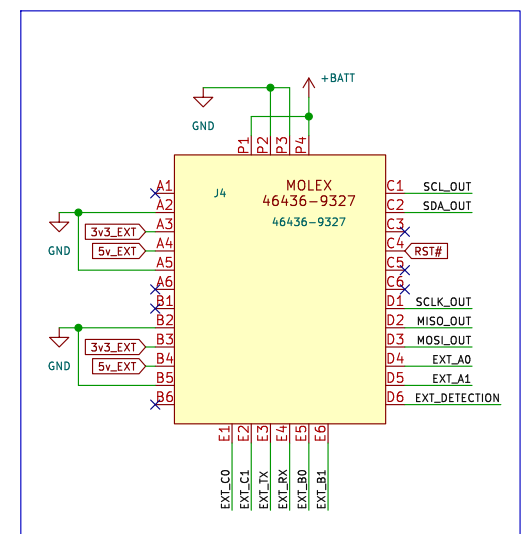 +BATT
GND
P1 P2 P3 P4
J4 MOLEX
46436-9327
46436-9327
A1
A2
3v3_EXT A3
5v_EXT A4
GND
A5
A6
B1
B2
3v3_EXT B3
5v_EXT B4
GND
B5
B6
C1 SCL_OUT
C2 SDA_OUT
C3
C4 RST#
C5
C6
D1 SCLK_OUT
D2 MISO_OUT
D3 MOSI_OUT
D4 EXT_A0
D5 EXT_A1
D6 EXT_DETECTION
E1 E2 E3 E4 E5 E6
EXT_C0
EXT_C1
EXT_TX
EXT_RX
EXT_B0
EXT_B1